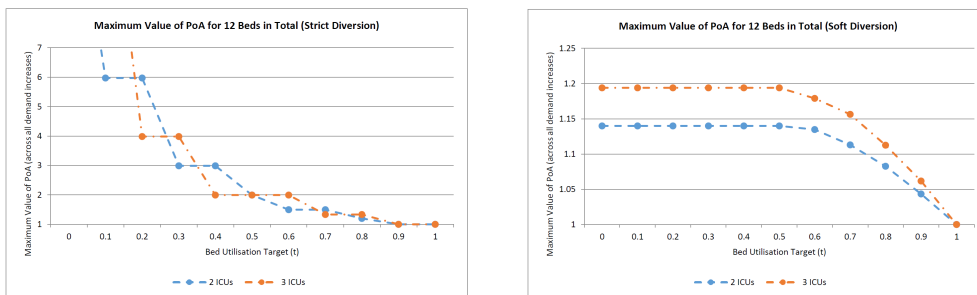 Maximum Value of PoA for 12 Beds in Total (Strict Diversion)
Maximum Value of PoA (across all demand increases)
7
6
5
4
3
2
1
0 0.1 0.2 0.3 0.4 0.5 0.6 0.7 0.8 0.9 1
Bed Utilisation Target (t)
2 ICUs 3 ICUs
Maximum Value of PoA for 12 Beds in Total (Soft Diversion)
Maximum Value of PoA (across all demand increases)
1.25
1.2
1.15
1.1
1.05
1
0 0.1 0.2 0.3 0.4 0.5 0.6 0.7 0.8 0.9 1
Bed Utilisation Target (t)
2 ICUs 3 ICUs